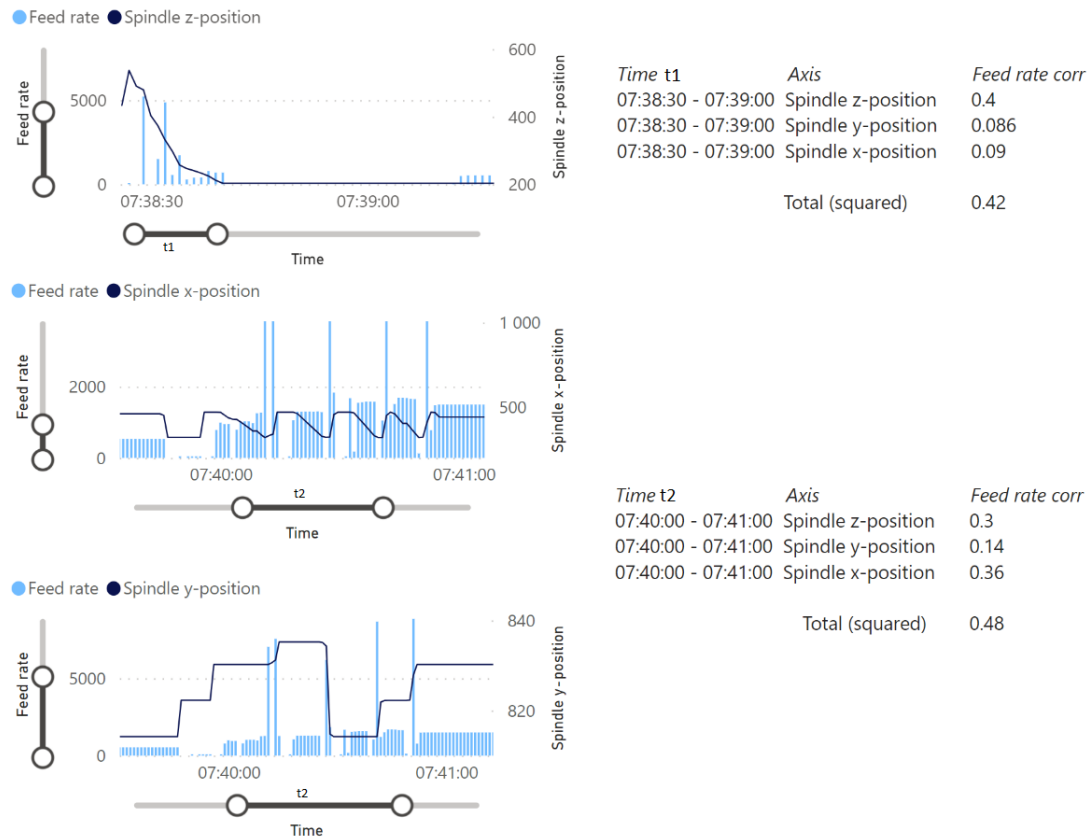 Feed rate Spindle z-position
600
5000
400
0
200
Feed rate
Spindle z-position
07:38:30 07:39:00
t1
Time
Time t1 Axis Feed rate corr
07:38:30 - 07:39:00 Spindle z-position 0.4
07:38:30 - 07:39:00 Spindle y-position 0.086
07:38:30 - 07:39:00 Spindle x-position 0.09
Total (squared) 0.42
Feed rate Spindle x-position
1 000
2000
500
0
Feed rate
Spindle x-position
07:40:00 07:41:00
t2
Time
Time t2 Axis Feed rate corr
07:40:00 - 07:41:00 Spindle z-position 0.3
07:40:00 - 07:41:00 Spindle y-position 0.14
07:40:00 - 07:41:00 Spindle x-position 0.36
Total (squared) 0.48
Feed rate Spindle y-position
840
5000
820
0
Feed rate
Spindle y-position
07:40:00 07:41:00
t2
Time